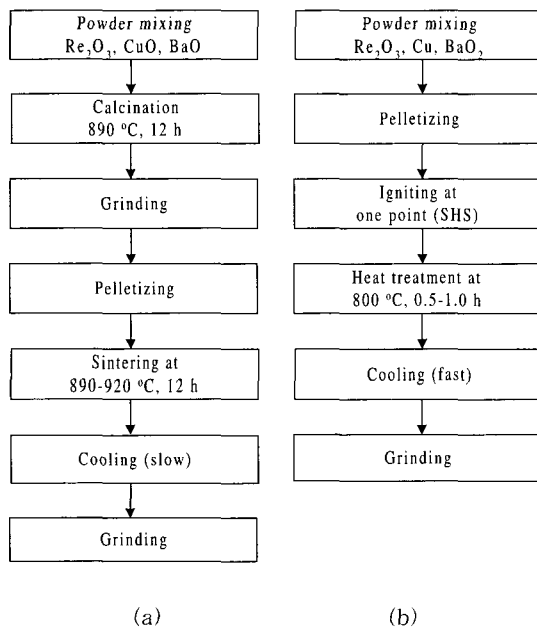 Powder mixing
Re₂O₃, CuO, BaO
Calcination
890 °C, 12 h
Grinding
Pelletizing
Sintering at
890-920 °C, 12 h
Cooling (slow)
Grinding
(a)
Powder mixing
Re₂O₃, Cu, BaO₂
Pelletizing
Igniting at
one point (SHS)
Heat treatment at
800 °C, 0.5-1.0 h
Cooling (fast)
Grinding
(b)